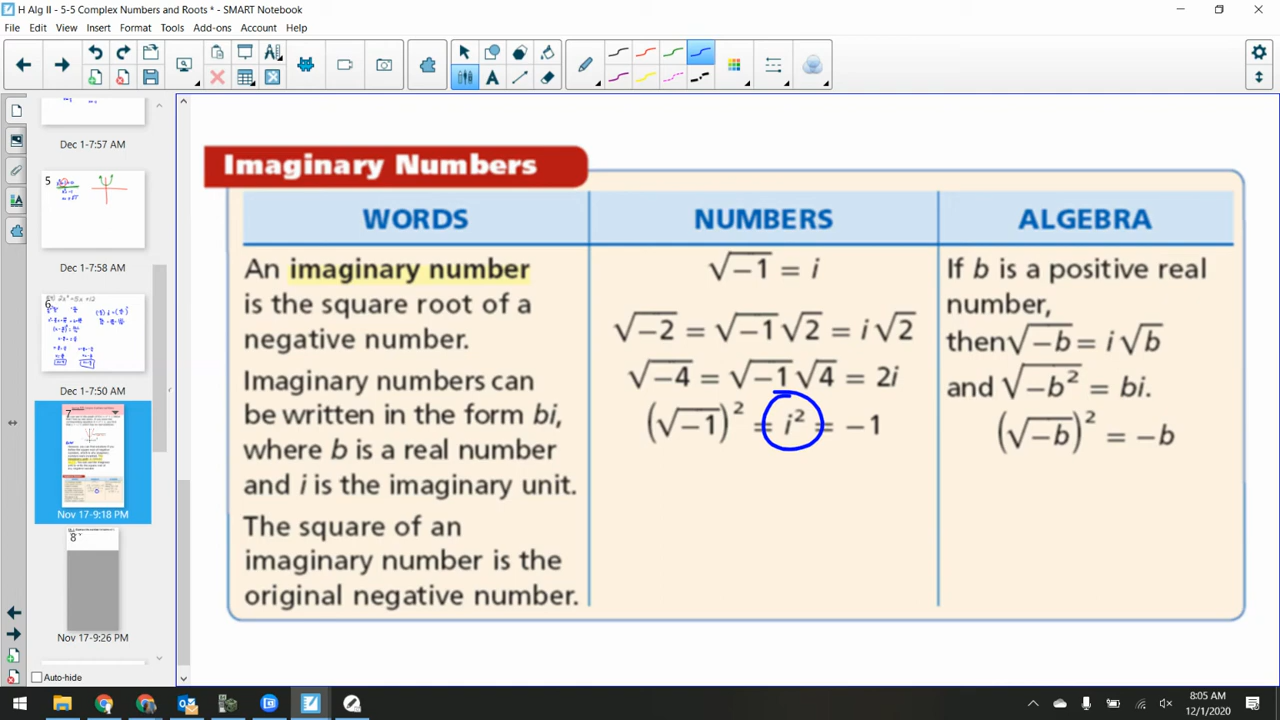 H Alg II - 5-5 Complex Numbers and Roots * - SMART Notebook
File Edit View Insert Format Tools Add-ons Account Help
Dec 1-7:57 AM
5
Dec 1-7:58 AM
6
Dec 1-7:50 AM
7
Nov 17-9:18 PM
8
Nov 17-9:26 PM
Auto-hide
Imaginary Numbers
WORDS
An imaginary number
is the square root of a
negative number.
Imaginary numbers can
be written in the form bi,
where b is a real number
and i is the imaginary unit.
The square of an
imaginary number is the
original negative number.
NUMBERS
√−1 = i
√−2 = √−1 √2 = i √2
√−4 = √−1 √4 = 2i
(√−1)² = i² = −1
ALGEBRA
If b is a positive real
number,
then √−b = i √b
and √−b² = bi.
(√−b)² = −b
8:05 AM
12/1/2020